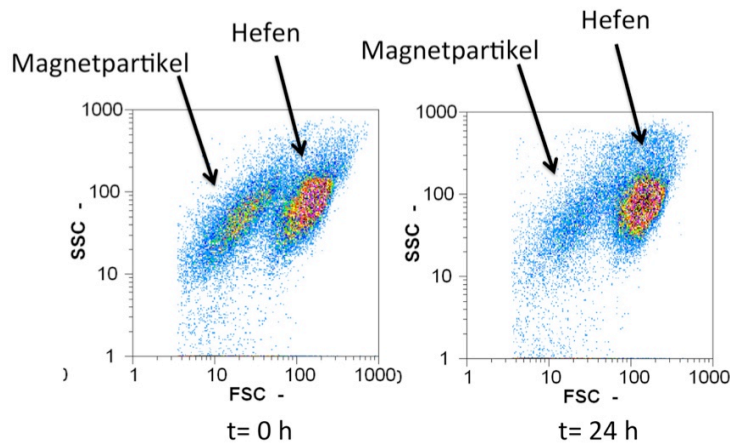 Magnetpartikel
Hefen
1000
100
10
1
SSC -
1
10
100
1000
FSC -
t= 0 h
)
Magnetpartikel
Hefen
1000
100
10
1
SSC -
1
10
100
1000
FSC -
t= 24 h
)